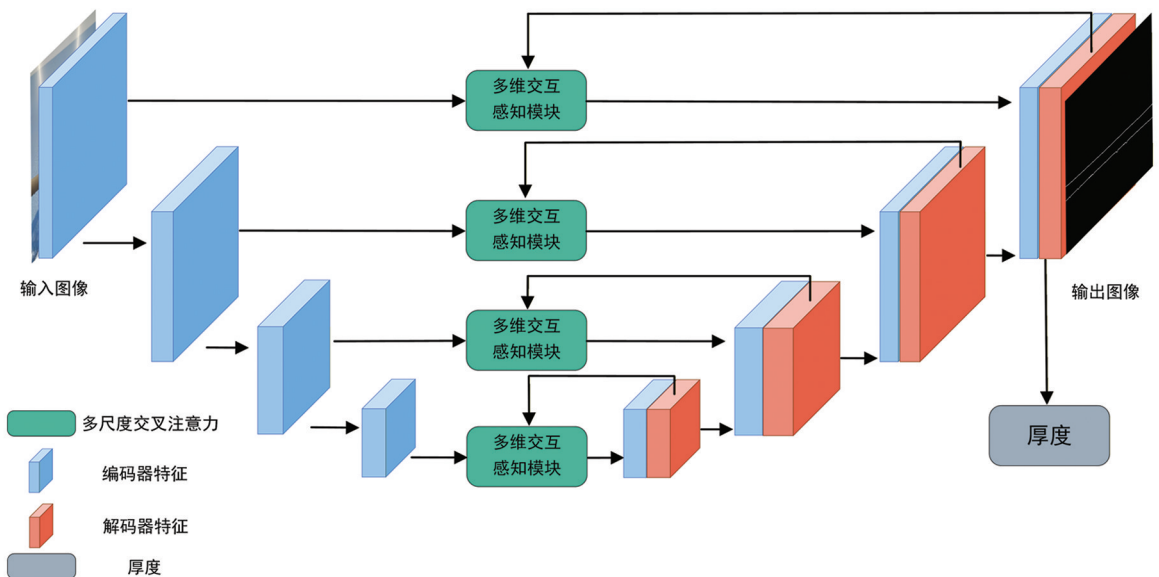 多维交互
感知模块
多维交互
感知模块
输入图像
输出图像
多维交互
感知模块
多尺度交叉注意力
多维交互
感知模块
厚度
编码器特征
解码器特征
厚度